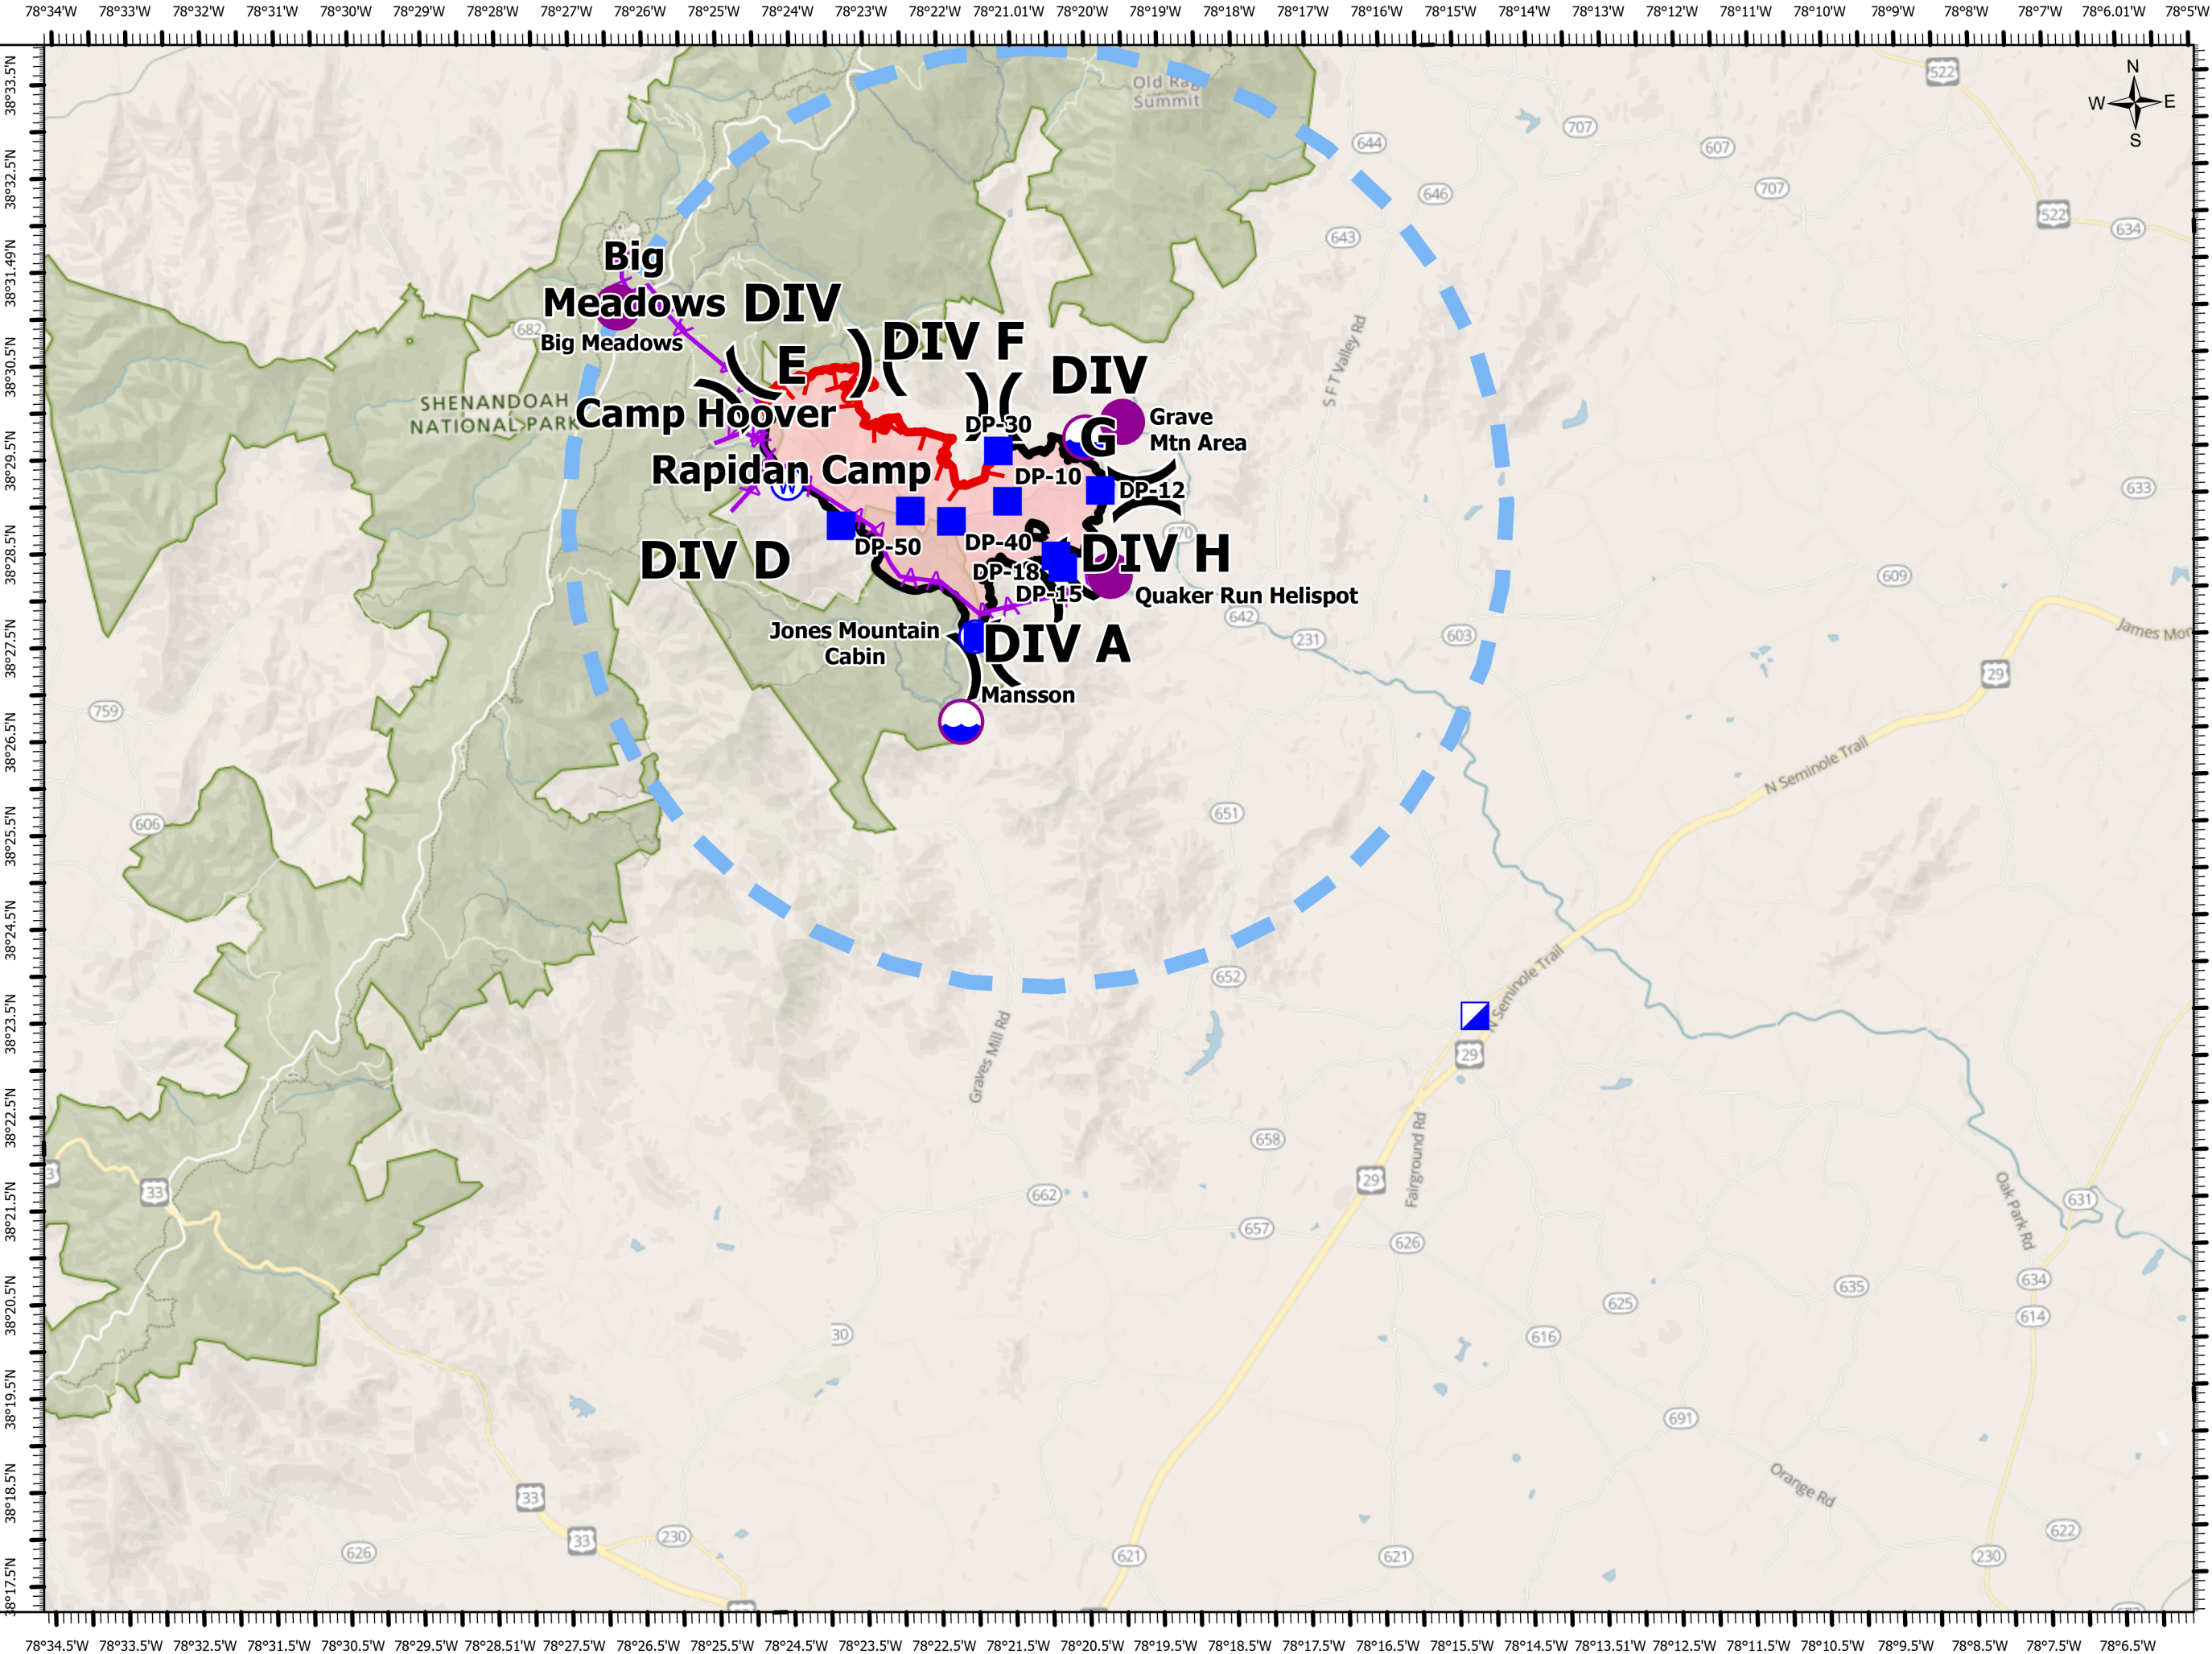 78°34'W 78°33'W 78°32'W 78°31'W 78°30'W 78°29'W 78°28'W 78°27'W 78°26'W 78°25'W 78°24'W 78°23'W 78°22'W 78°21.01'W 78°20'W 78°19'W 78°18'W 78°17'W 78°16'W 78°15'W 78°14'W 78°13'W 78°12'W 78°11'W 78°10'W 78°9'W 78°8'W 78°7'W 78°6.01'W 78°5'W
38°33.5'N
38°32.5'N
38°31.49'N
38°30.5'N
38°29.5'N
38°28.5'N
38°27.5'N
38°26.5'N
38°25.5'N
38°24.5'N
38°23.5'N
38°22.5'N
38°21.5'N
38°20.5'N
38°19.5'N
38°18.5'N
38°17.5'N
N
W E
S
522
Old Rag
Summit
707
644
607
707
646
522
634
643
Big
Meadows
Big Meadows
682
DIV
E
DIV F
DIV
G
S F T Valley Rd
SHENANDOAH
NATIONAL PARK
Camp Hoover
DP-30
Grave
Mtn Area
Rapidan Camp
W
DP-10
DP-12
633
670
DP-50
DP-40
DIV D
DIV H
DP-18
DP-15
609
Quaker Run Helispot
642
231
603
James Mon
Jones Mountain
Cabin
DIV A
29
Mansson
759
N Seminole Trail
606
651
652
N Seminole Trail
29
Graves Mill Rd
658
Fairground Rd
3
33
29
662
657
626
Oak Park Rd
631
634
635
625
614
616
30
691
Orange Rd
33
33
230
626
621
621
622
230
78°34.5'W 78°33.5'W 78°32.5'W 78°31.5'W 78°30.5'W 78°29.5'W 78°28.51'W 78°27.5'W 78°26.5'W 78°25.5'W 78°24.5'W 78°23.5'W 78°22.5'W 78°21.5'W 78°20.5'W 78°19.5'W 78°18.5'W 78°17.5'W 78°16.5'W 78°15.5'W 78°14.5'W 78°13.51'W 78°12.5'W 78°11.5'W 78°10.5'W 78°9.5'W 78°8.5'W 78°7.5'W 78°6.5'W